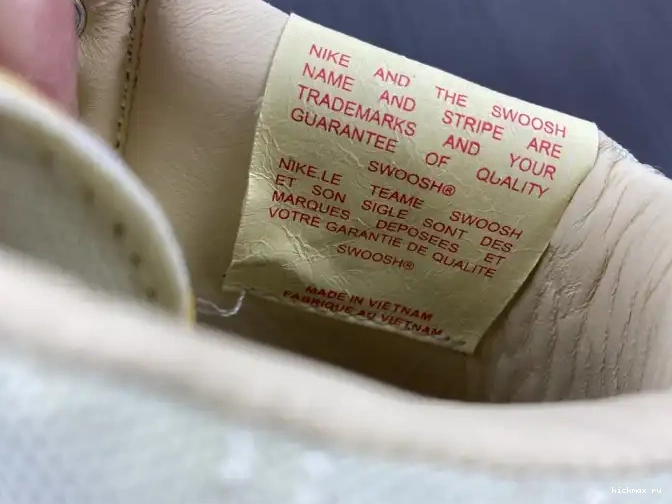 NIKE AND THE SWOOSH
NAME AND STRIPE ARE
TRADEMARKS AND YOUR
GUARANTEE OF QUALITY
SWOOSH®
NIKE.LE TEAME SWOOSH
ET SON SIGLE SONT DES
MARQUES DEPOSEES ET
VOTRE GARANTIE DE QUALITE
SWOOSH®
MADE IN VIETNAM
FABRIQUE AU VIETNAM
hichmax ru